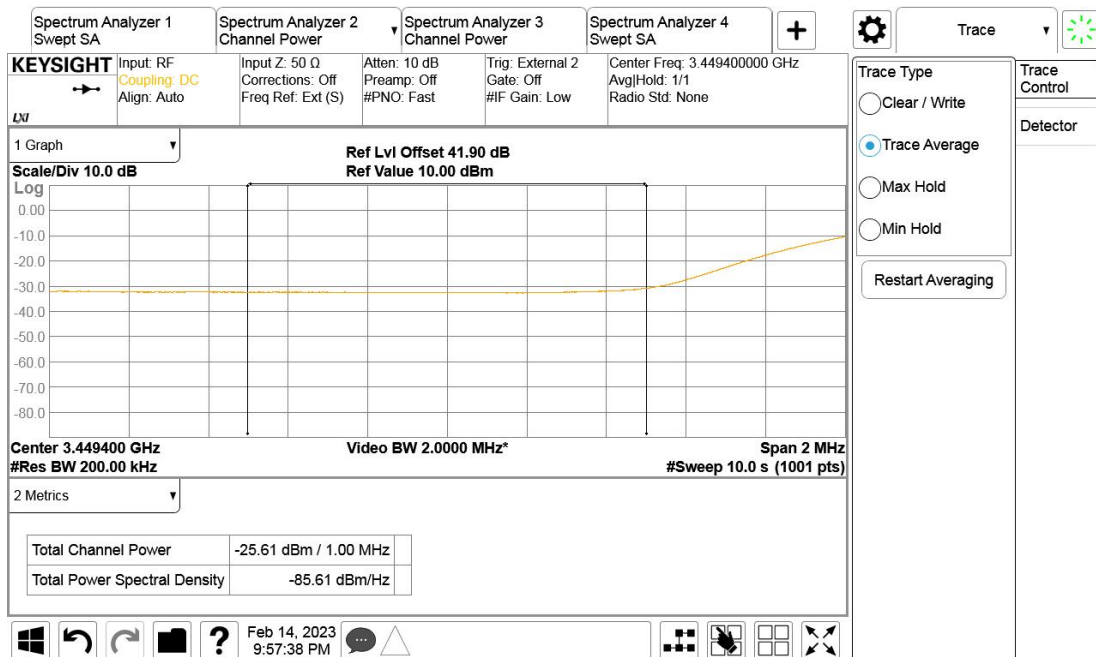 Spectrum Analyzer 1
Swept SA
Spectrum Analyzer 2
Channel Power
Spectrum Analyzer 3
Channel Power
Spectrum Analyzer 4
Swept SA
+
Trace
KEYSIGHT
LXI
Input: RF
Coupling: DC
Align: Auto
Input Z: 50 Ω
Corrections: Off
Freq Ref: Ext (S)
Atten: 10 dB
Preamp: Off
#PNO: Fast
Trig: External 2
Gate: Off
#IF Gain: Low
Center Freq: 3.449400000 GHz
Avg|Hold: 1/1
Radio Std: None
Trace Type
Clear / Write
Trace Average
Max Hold
Min Hold
Restart Averaging
Trace
Control
Detector
1 Graph
Scale/Div 10.0 dB
Ref Lvl Offset 41.90 dB
Ref Value 10.00 dBm
Log
0.00
-10.0
-20.0
-30.0
-40.0
-50.0
-60.0
-70.0
-80.0
Center 3.449400 GHz
#Res BW 200.00 kHz
Video BW 2.0000 MHz*
Span 2 MHz
#Sweep 10.0 s (1001 pts)
2 Metrics
Total Channel Power -25.61 dBm / 1.00 MHz
Total Power Spectral Density -85.61 dBm/Hz
?
Feb 14, 2023
9:57:38 PM